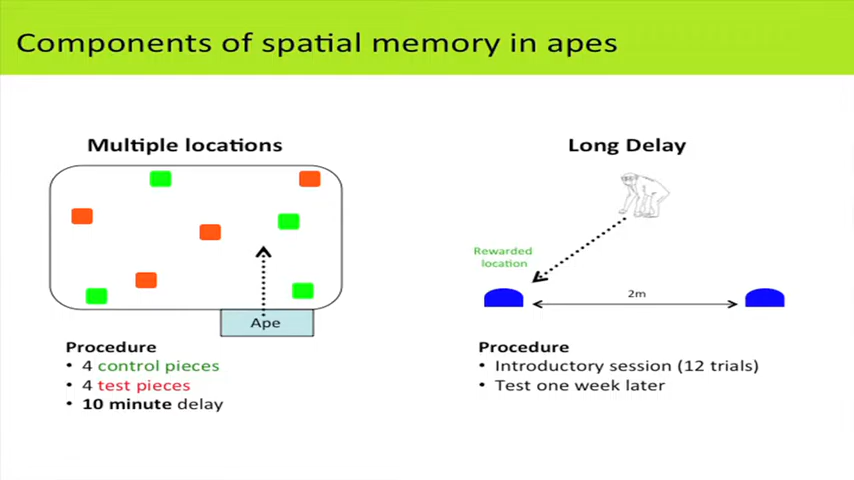 Components of spatial memory in apes
Multiple locations
Ape
Procedure
• 4 control pieces
• 4 test pieces
• 10 minute delay
Long Delay
Rewarded
location
2m
Procedure
• Introductory session (12 trials)
• Test one week later